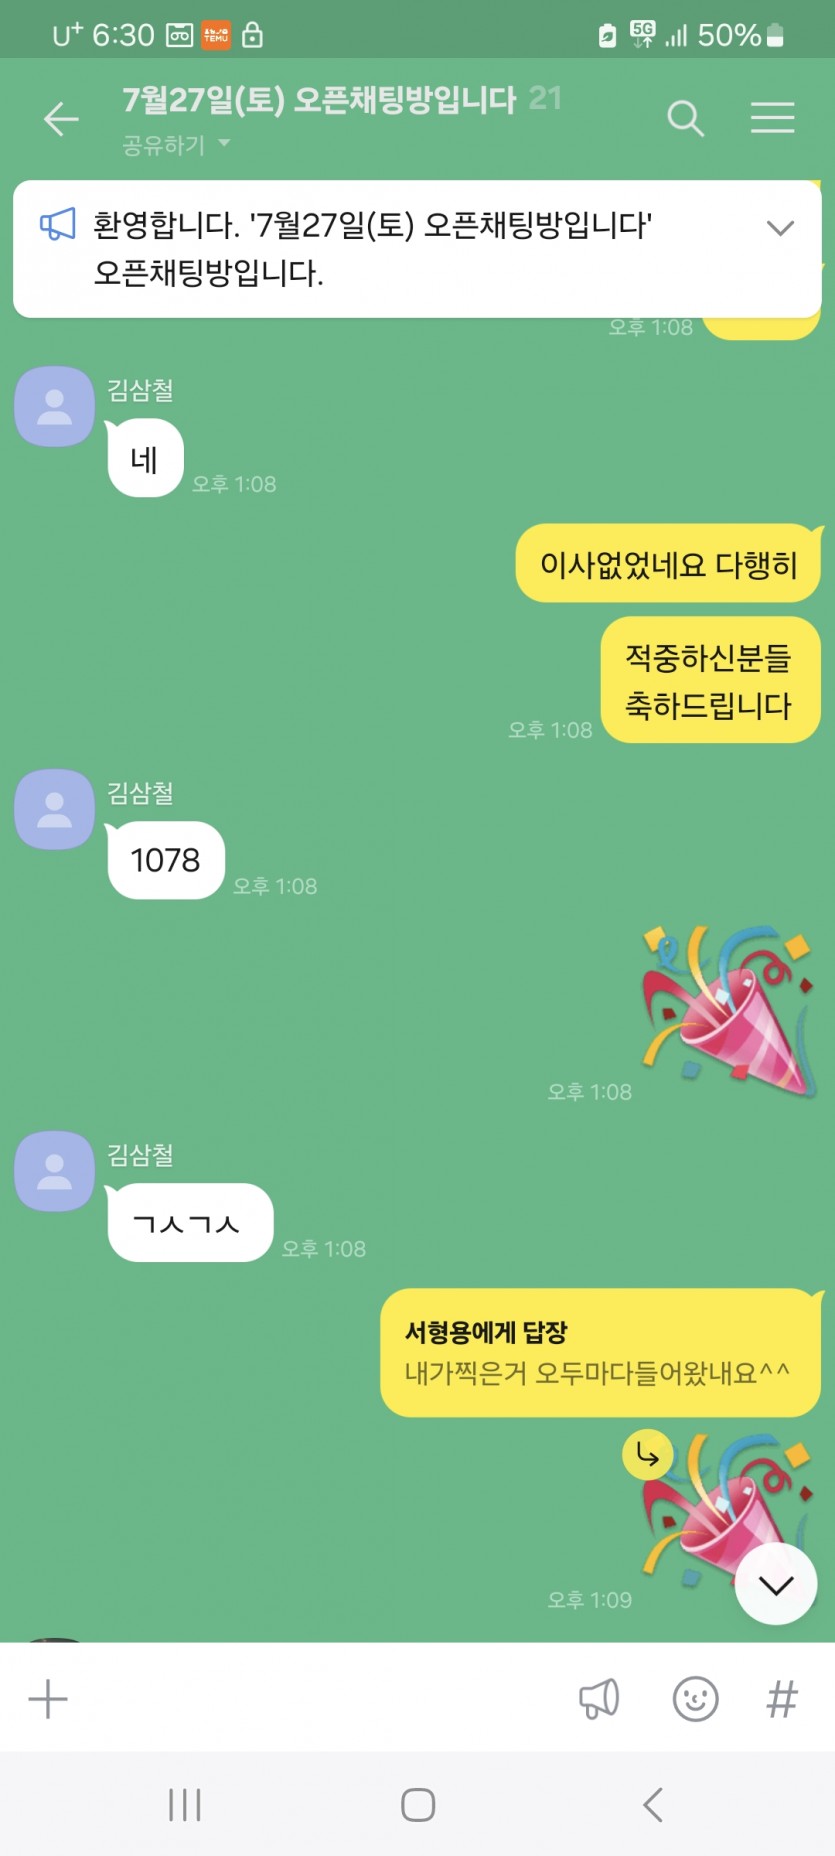 U⁺ 6:30 TEMU 5G 50%
7월27일(토) 오픈채팅방입니다 21
공유하기
환영합니다. '7월27일(토) 오픈채팅방입니다'
오픈채팅방입니다.
오후 1:08
김삼철
네
오후 1:08
이사없었네요 다행히
적중하신분들
축하드립니다
오후 1:08
김삼철
1078
오후 1:08
오후 1:08
김삼철
ㄱㅅㄱㅅ
오후 1:08
서형용에게 답장
내가찍은거 오두마다들어왔내요^^
오후 1:09
#